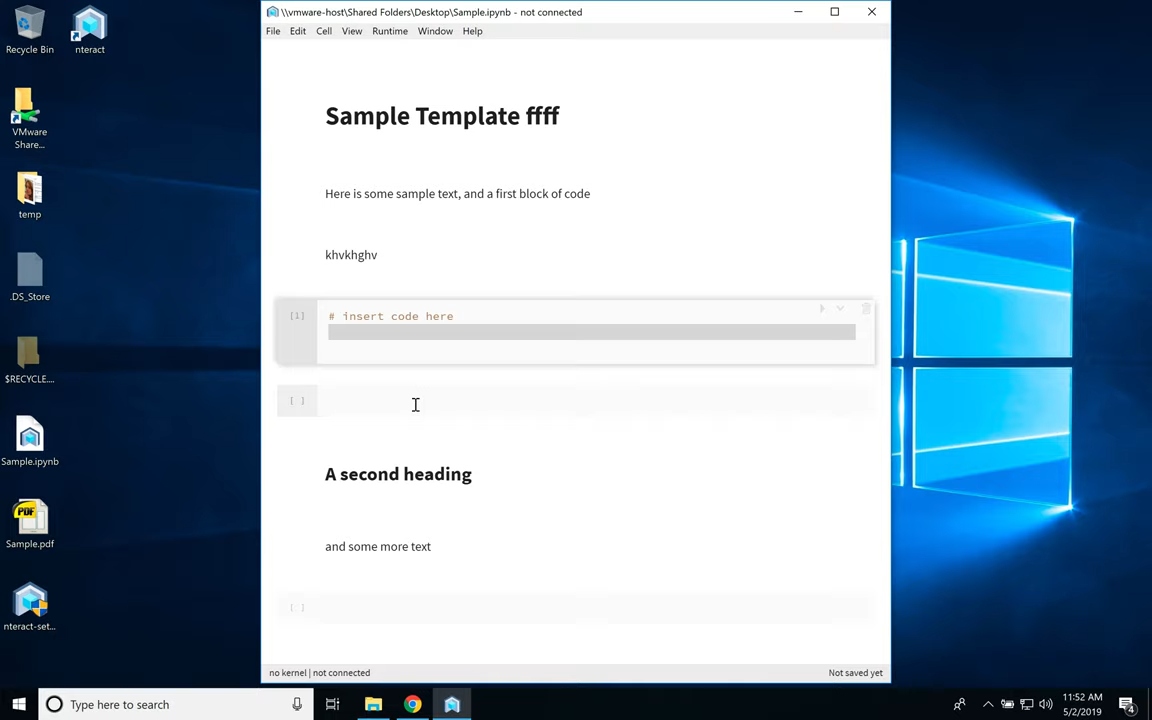 \\vmware-host\Shared Folders\Desktop\Sample.ipynb - not connected
File Edit Cell View Runtime Window Help
Recycle Bin
nteract
VMware Share...
temp
.DS_Store
$RECYCLE....
Sample.ipynb
PDF
Sample.pdf
nteract-set...
Sample Template ffff
Here is some sample text, and a first block of code
khvkhghv
[1] # insert code here
[ ]
A second heading
and some more text
[ ]
no kernel | not connected Not saved yet
Type here to search
11:52 AM
5/2/2019
4